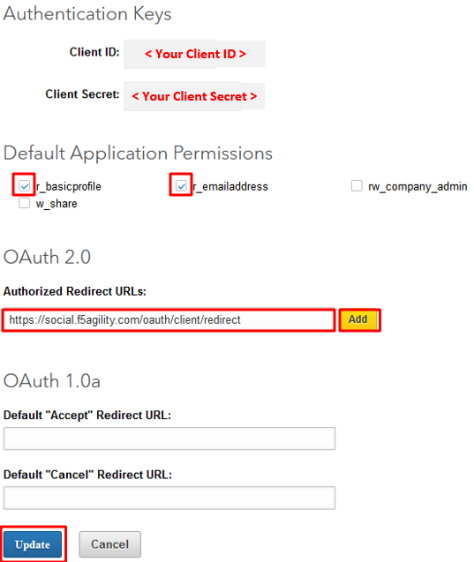 Authentication Keys
Client ID: < Your Client ID >
Client Secret: < Your Client Secret >
Default Application Permissions
r_basicprofile r_emailaddress rw_company_admin
w_share
OAuth 2.0
Authorized Redirect URLs:
https://social.f5agility.com/oauth/client/redirect Add
OAuth 1.0a
Default "Accept" Redirect URL:
Default "Cancel" Redirect URL:
Update Cancel